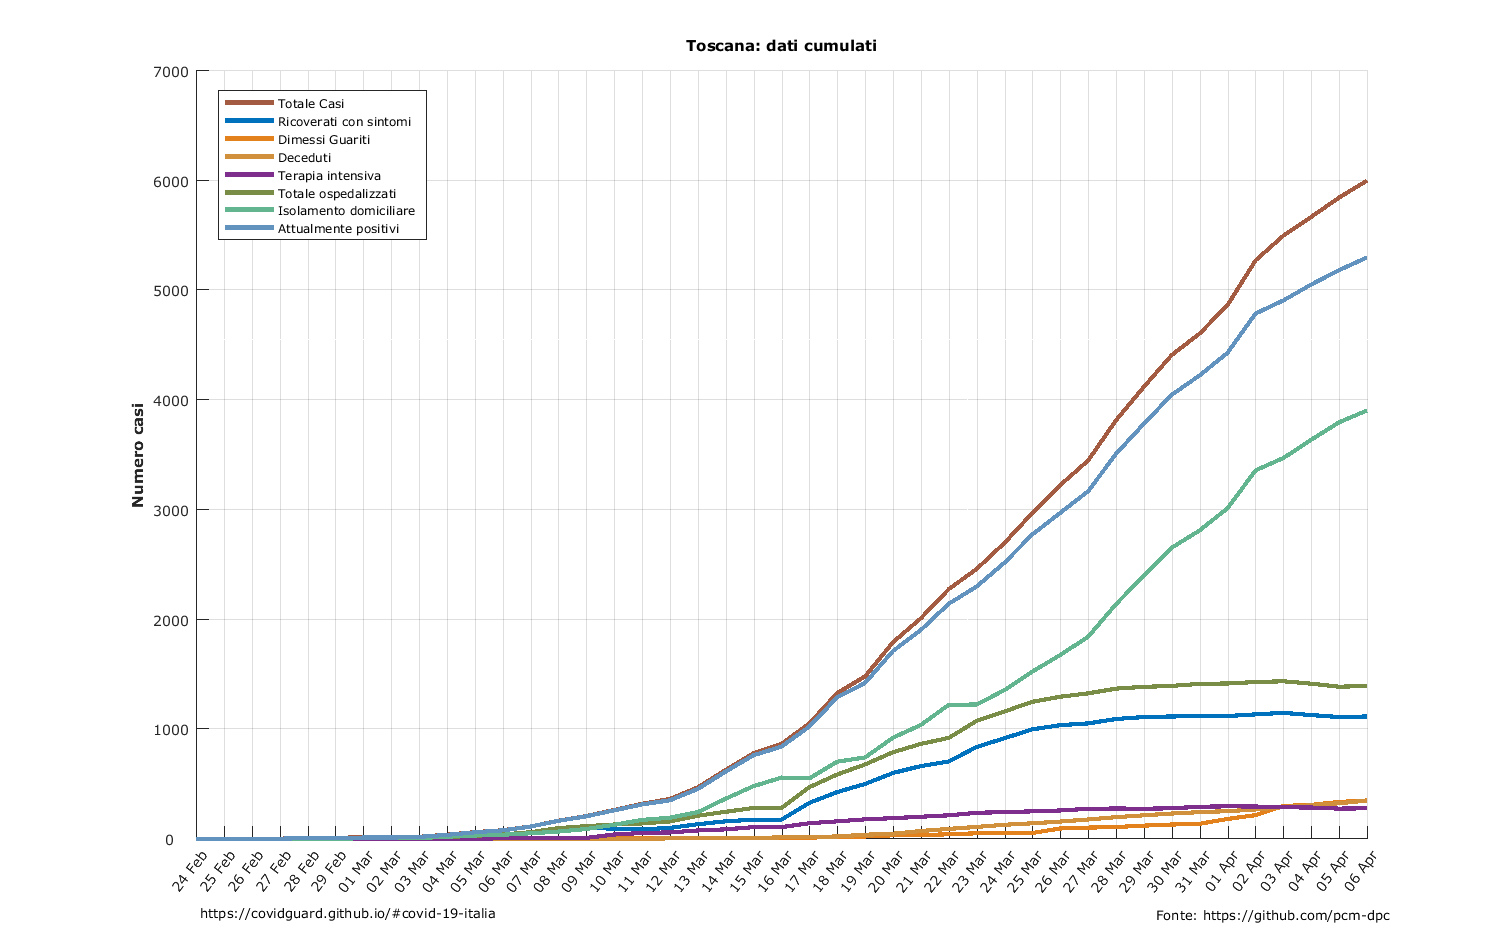 Toscana: dati cumulati
7000
6000
5000
4000
3000
2000
1000
0
Numero casi
Totale Casi
Ricoverati con sintomi
Dimessi Guariti
Deceduti
Terapia intensiva
Totale ospedalizzati
Isolamento domiciliare
Attualmente positivi
24 Feb
25 Feb
26 Feb
27 Feb
28 Feb
29 Feb
01 Mar
02 Mar
03 Mar
04 Mar
05 Mar
06 Mar
07 Mar
08 Mar
09 Mar
10 Mar
11 Mar
12 Mar
13 Mar
14 Mar
15 Mar
16 Mar
17 Mar
18 Mar
19 Mar
20 Mar
21 Mar
22 Mar
23 Mar
24 Mar
25 Mar
26 Mar
27 Mar
28 Mar
29 Mar
30 Mar
31 Mar
01 Apr
02 Apr
03 Apr
04 Apr
05 Apr
06 Apr
https://covidguard.github.io/#covid-19-italia
Fonte: https://github.com/pcm-dpc